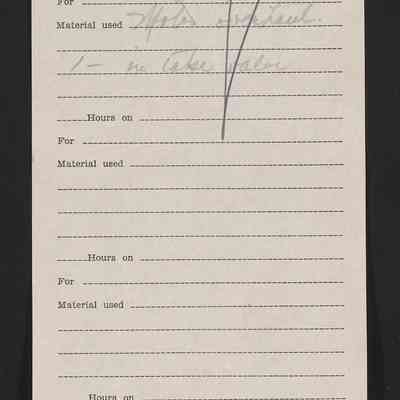 For
Material used Motor overhaul.
1 - in take valve
Hours on
For
Material used
Hours on
For
Material used
Hours on